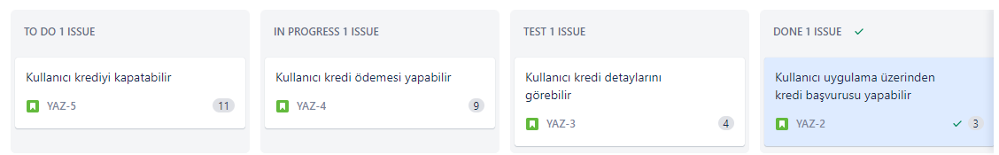 TO DO 1 ISSUE
Kullanıcı krediyi kapatabilir
YAZ-5 11
IN PROGRESS 1 ISSUE
Kullanıcı kredi ödemesi yapabilir
YAZ-4 9
TEST 1 ISSUE
Kullanıcı kredi detaylarını
görebilir
YAZ-3 4
DONE 1 ISSUE
Kullanıcı uygulama üzerinden
kredi başvurusu yapabilir
YAZ-2 3